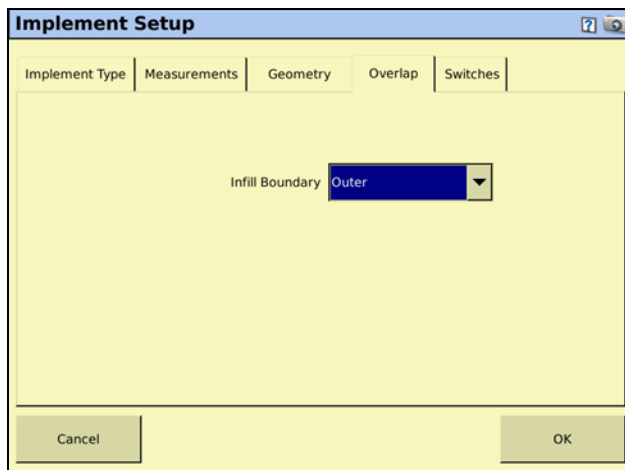 Implement Setup ?
Implement Type Measurements Geometry Overlap Switches
Infill Boundary Outer
Cancel OK